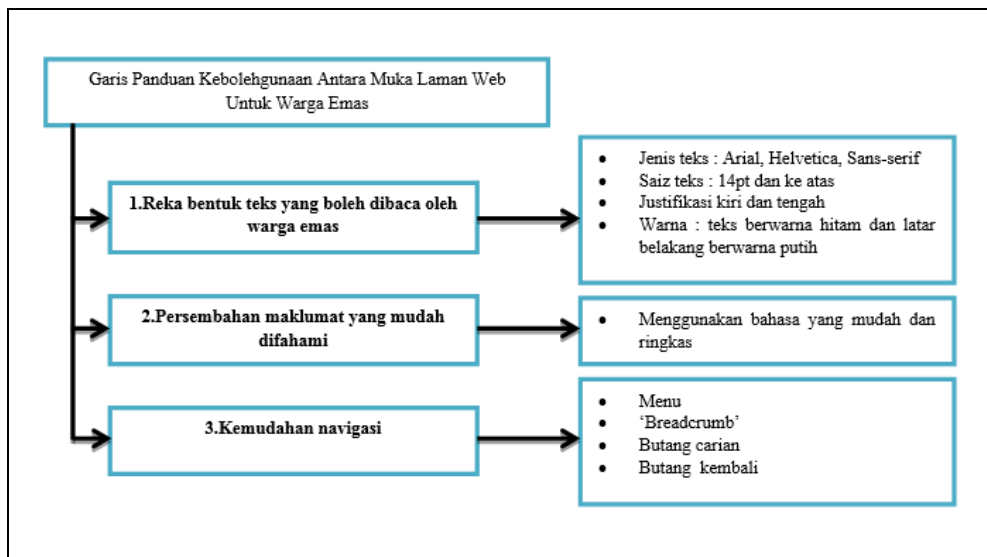 Garis Panduan Kebolehgunaan Antara Muka Laman Web
Untuk Warga Emas
1.Reka bentuk teks yang boleh dibaca oleh
warga emas
• Jenis teks : Arial, Helvetica, Sans-serif
• Saiz teks : 14pt dan ke atas
• Justifikasi kiri dan tengah
• Warna : teks berwarna hitam dan latar
belakang berwarna putih
2.Persembahan maklumat yang mudah
difahami
• Menggunakan bahasa yang mudah dan
ringkas
3.Kemudahan navigasi
• Menu
• ‘Breadcrumb’
• Butang carian
• Butang kembali